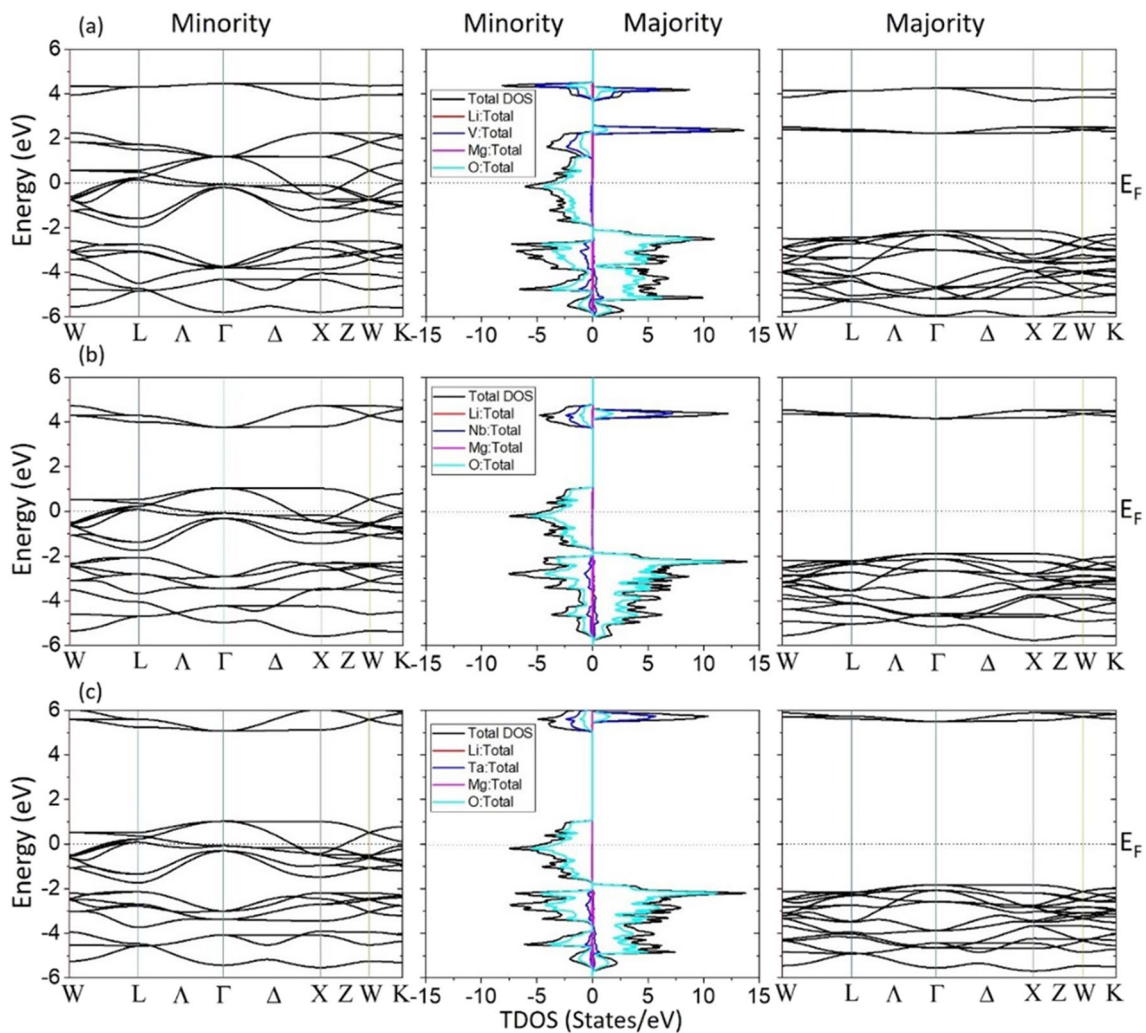 (a) Minority Minority Majority Majority
6
4
2
0
-2
-4
-6
Energy (eV)
Total DOS
Li:Total
V:Total
Mg:Total
O:Total
E_F
W L Λ Γ Δ X Z W K
-15 -10 -5 0 5 10 15
W L Λ Γ Δ X Z W K
(b)
6
4
2
0
-2
-4
-6
Energy (eV)
Total DOS
Li:Total
Nb:Total
Mg:Total
O:Total
E_F
W L Λ Γ Δ X Z W K
-15 -10 -5 0 5 10 15
W L Λ Γ Δ X Z W K
(c)
6
4
2
0
-2
-4
-6
Energy (eV)
Total DOS
Li:Total
Ta:Total
Mg:Total
O:Total
E_F
W L Λ Γ Δ X Z W K
-15 -10 -5 0 5 10 15
W L Λ Γ Δ X Z W K
TDOS (States/eV)